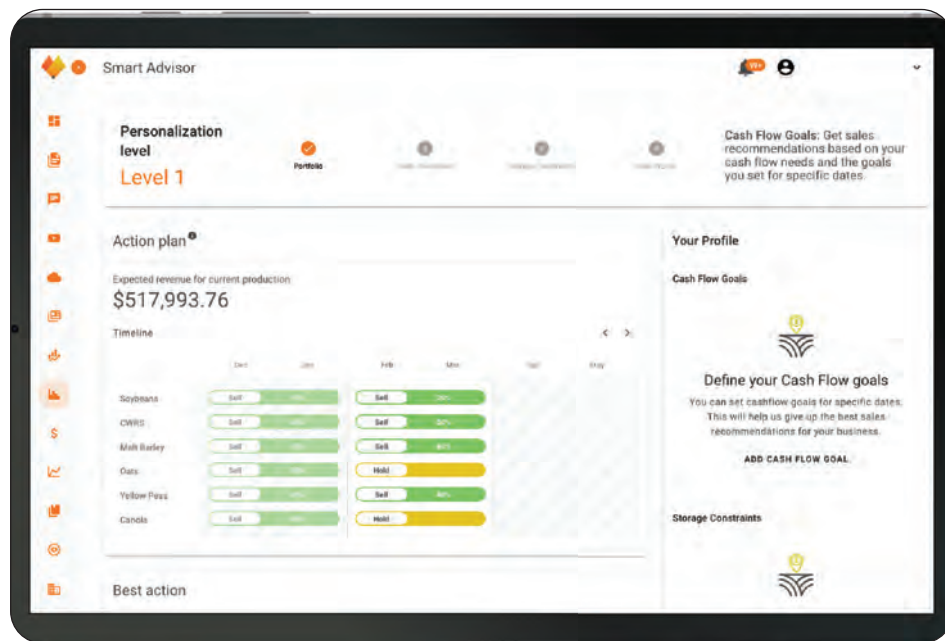 Smart Advisor
Personalization
level
Level 1
Portfolio
Cash Flow Goals: Get sales
recommendations based on your
cash flow needs and the goals
you set for specific dates.
Action plan
Expected revenue for current production
$517,993.76
Timeline
Dec Jan Feb Mar Apr May
Soybeans Sell Sell
CWRS Sell Sell
Malt Barley Sell Sell
Oats Sell Hold
Yellow Peas Sell Sell
Canola Sell Hold
Best action
Your Profile
Cash Flow Goals
Define your Cash Flow goals
You can set cashflow goals for specific dates.
This will help us give up the best sales
recommendations for your business.
ADD CASH FLOW GOAL
Storage Constraints